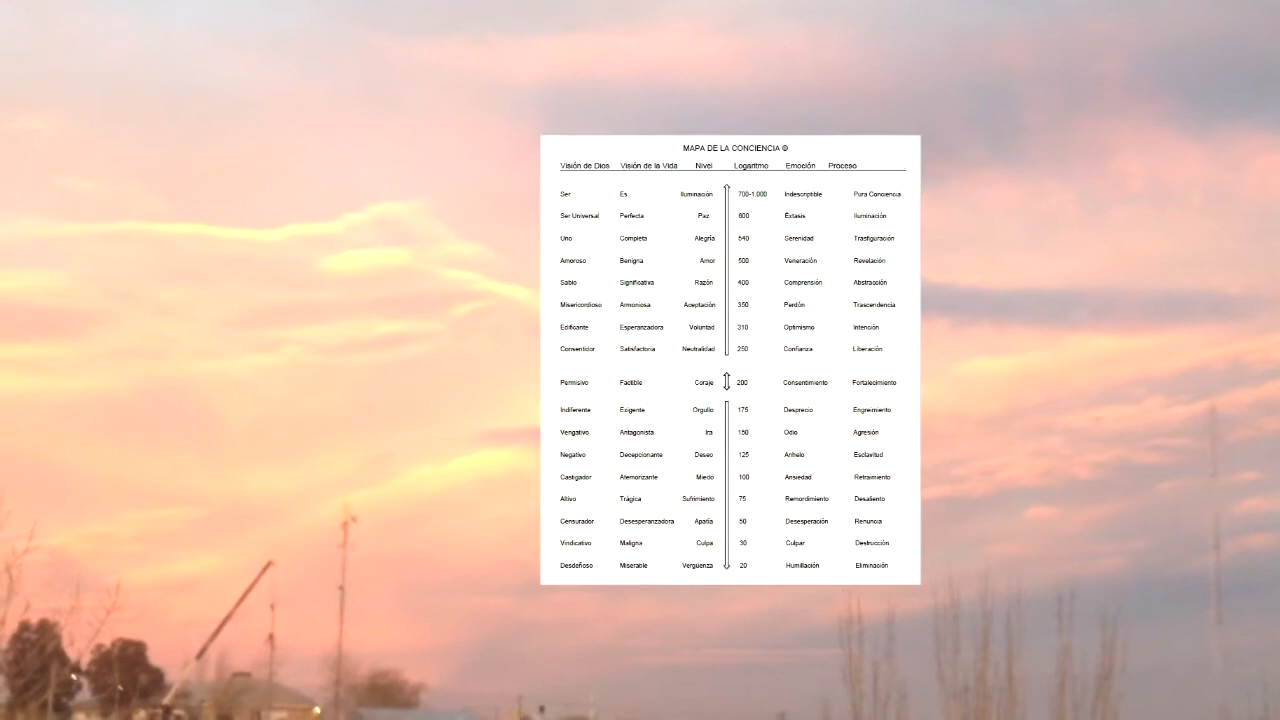 MAPA DE LA CONCIENCIA ©
Visión de Dios Visión de la Vida Nivel Logaritmo Emoción Proceso
Ser Es Iluminación 700-1.000 Indescriptible Pura Conciencia
Ser Universal Perfecta Paz 600 Éxtasis Iluminación
Uno Completa Alegría 540 Serenidad Trasfiguración
Amoroso Benigna Amor 500 Veneración Revelación
Sabio Significativa Razón 400 Comprensión Abstracción
Misericordioso Armoniosa Aceptación 350 Perdón Trascendencia
Edificante Esperanzadora Voluntad 310 Optimismo Intención
Consentidor Satisfactoria Neutralidad 250 Confianza Liberación
Permisivo Factible Coraje 200 Consentimiento Fortalecimiento
Indiferente Exigente Orgullo 175 Desprecio Engreimiento
Vengativo Antagonista Ira 150 Odio Agresión
Negativo Decepcionante Deseo 125 Anhelo Esclavitud
Castigador Atemorizante Miedo 100 Ansiedad Retraimiento
Altivo Trágica Sufrimiento 75 Remordimiento Desaliento
Censurador Desesperanzadora Apatía 50 Desesperación Renuncia
Vindicativo Maligna Culpa 30 Culpar Destrucción
Desdeñoso Miserable Vergüenza 20 Humillación Eliminación